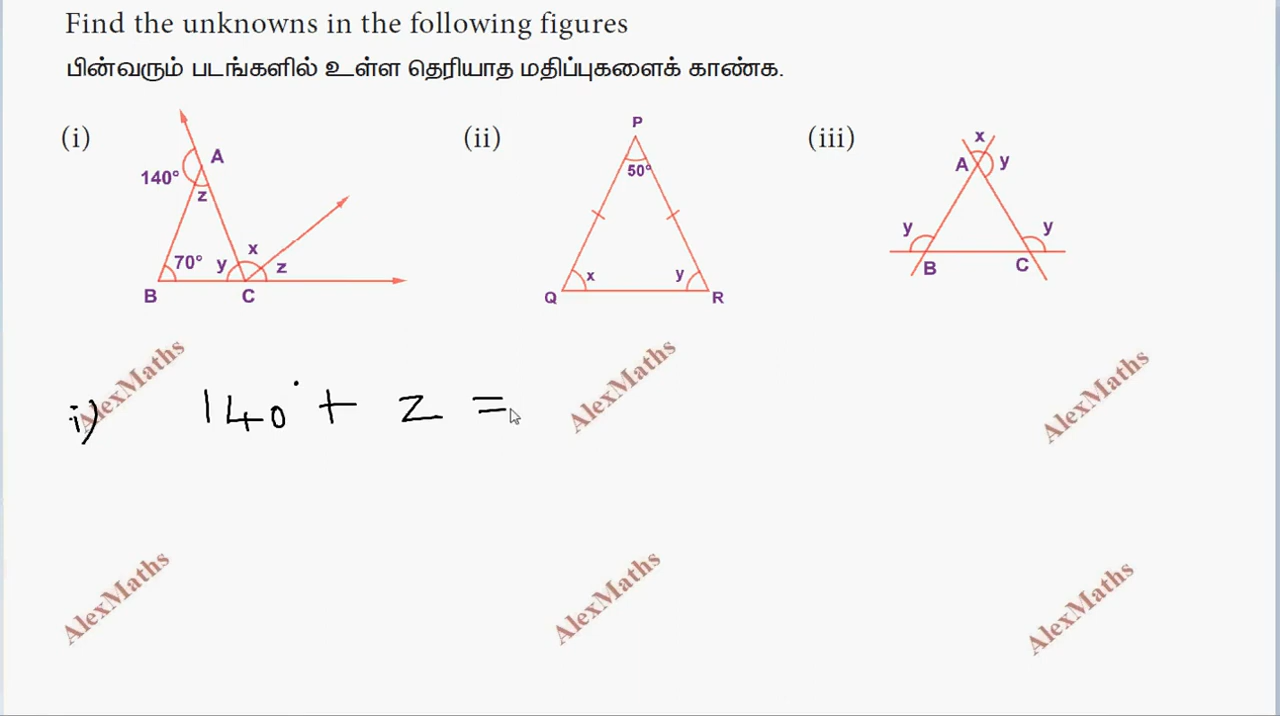 Find the unknowns in the following figures
பின்வரும் படங்களில் உள்ள தெரியாத மதிப்புகளைக் காண்க.
(i)
A
140°
z
70°
y
x
z
B
C
(ii)
P
50°
x
y
Q
R
(iii)
x
A
y
y
y
B
C
i) 140° + z =
AlexMaths
AlexMaths
AlexMaths
AlexMaths
AlexMaths
AlexMaths